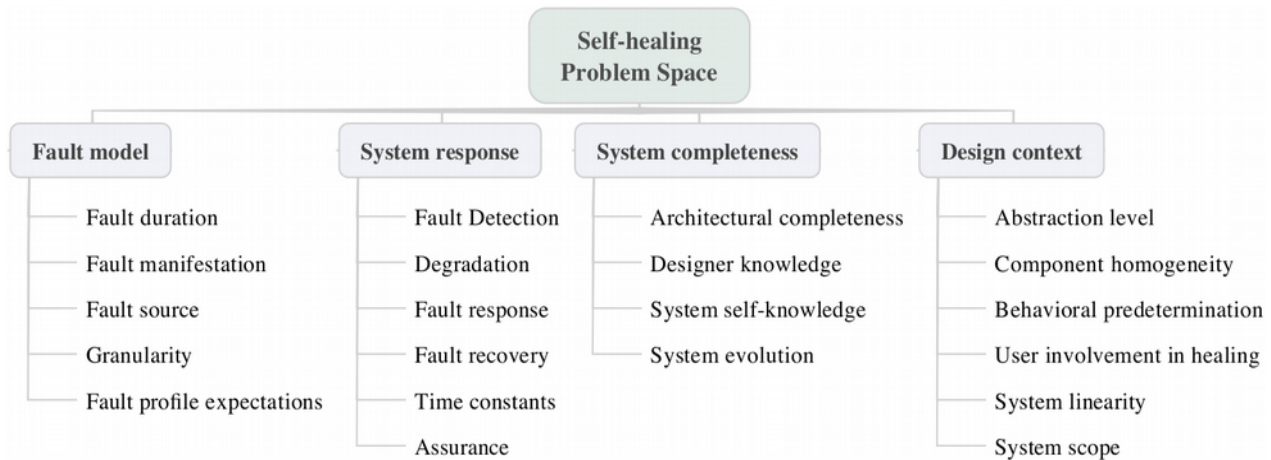 Self-healing
Problem Space
Fault model
Fault duration
Fault manifestation
Fault source
Granularity
Fault profile expectations
System response
Fault Detection
Degradation
Fault response
Fault recovery
Time constants
Assurance
System completeness
Architectural completeness
Designer knowledge
System self-knowledge
System evolution
Design context
Abstraction level
Component homogeneity
Behavioral predetermination
User involvement in healing
System linearity
System scope